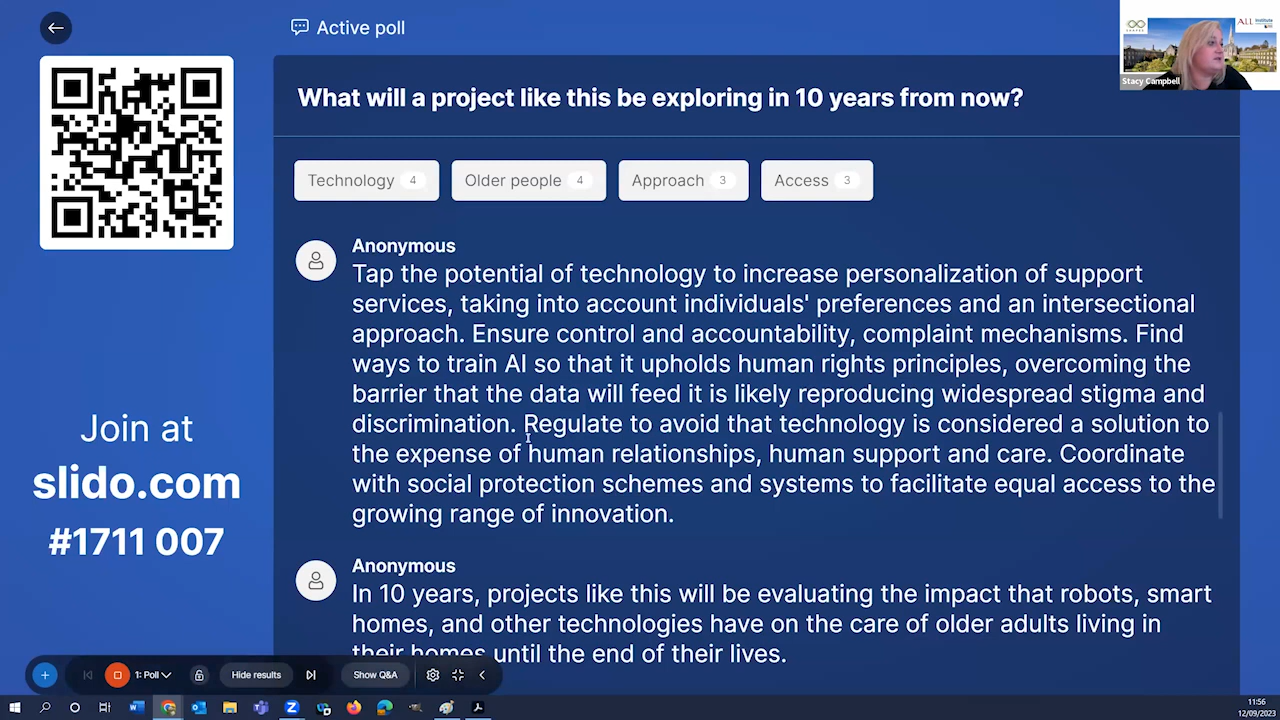 Active poll
What will a project like this be exploring in 10 years from now?
Technology 4
Older people 4
Approach 3
Access 3
Anonymous
Tap the potential of technology to increase personalization of support
services, taking into account individuals' preferences and an intersectional
approach. Ensure control and accountability, complaint mechanisms. Find
ways to train AI so that it upholds human rights principles, overcoming the
barrier that the data will feed it is likely reproducing widespread stigma and
discrimination. Regulate to avoid that technology is considered a solution to
the expense of human relationships, human support and care. Coordinate
with social protection schemes and systems to facilitate equal access to the
growing range of innovation.
Anonymous
In 10 years, projects like this will be evaluating the impact that robots, smart
homes, and other technologies have on the care of older adults living in
their homes until the end of their lives.
Join at
slido.com
#1711 007
1: Poll
Hide results
Show Q&A
Stacy Campbell
ALL Institute
11:56
12/09/2023